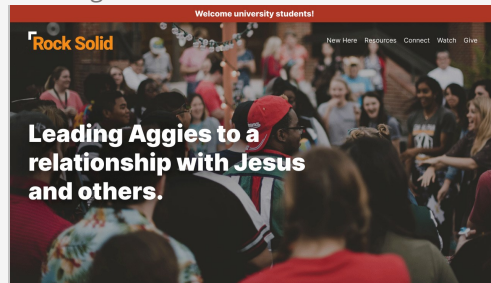 Welcome university students!
Rock Solid
New Here Resources Connect Watch Give
Leading Aggies to a
relationship with Jesus
and others.